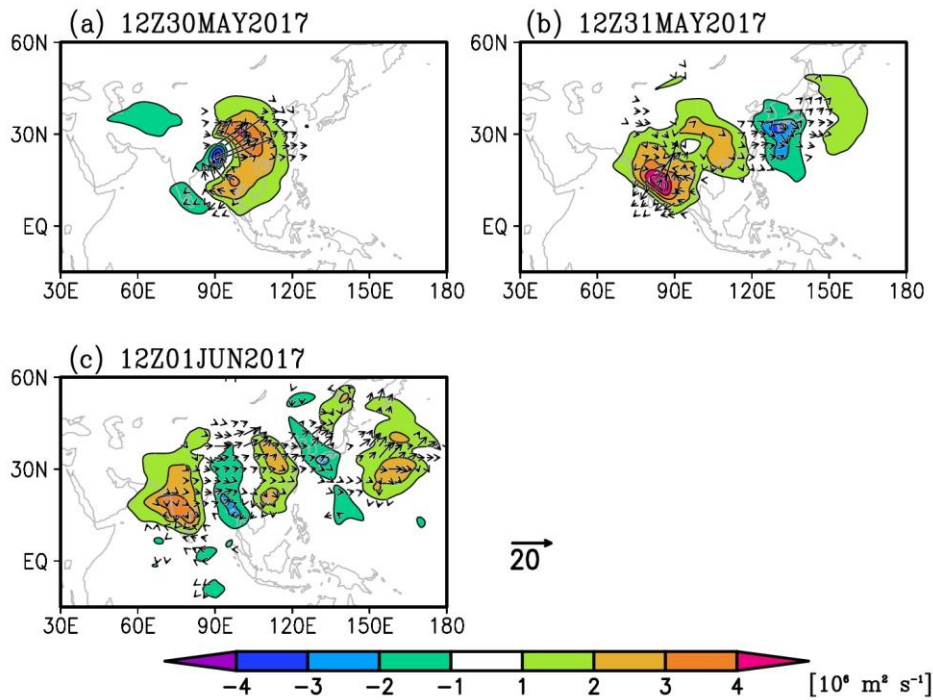 (a) 12Z30MAY2017
(b) 12Z31MAY2017
60N
30N
EQ
30E 60E 90E 120E 150E 180
60N
30N
EQ
30E 60E 90E 120E 150E 180
(c) 12Z01JUN2017
60N
30N
EQ
30E 60E 90E 120E 150E 180
20
−4 −3 −2 −1 1 2 3 4 [10⁶ m² s⁻¹]